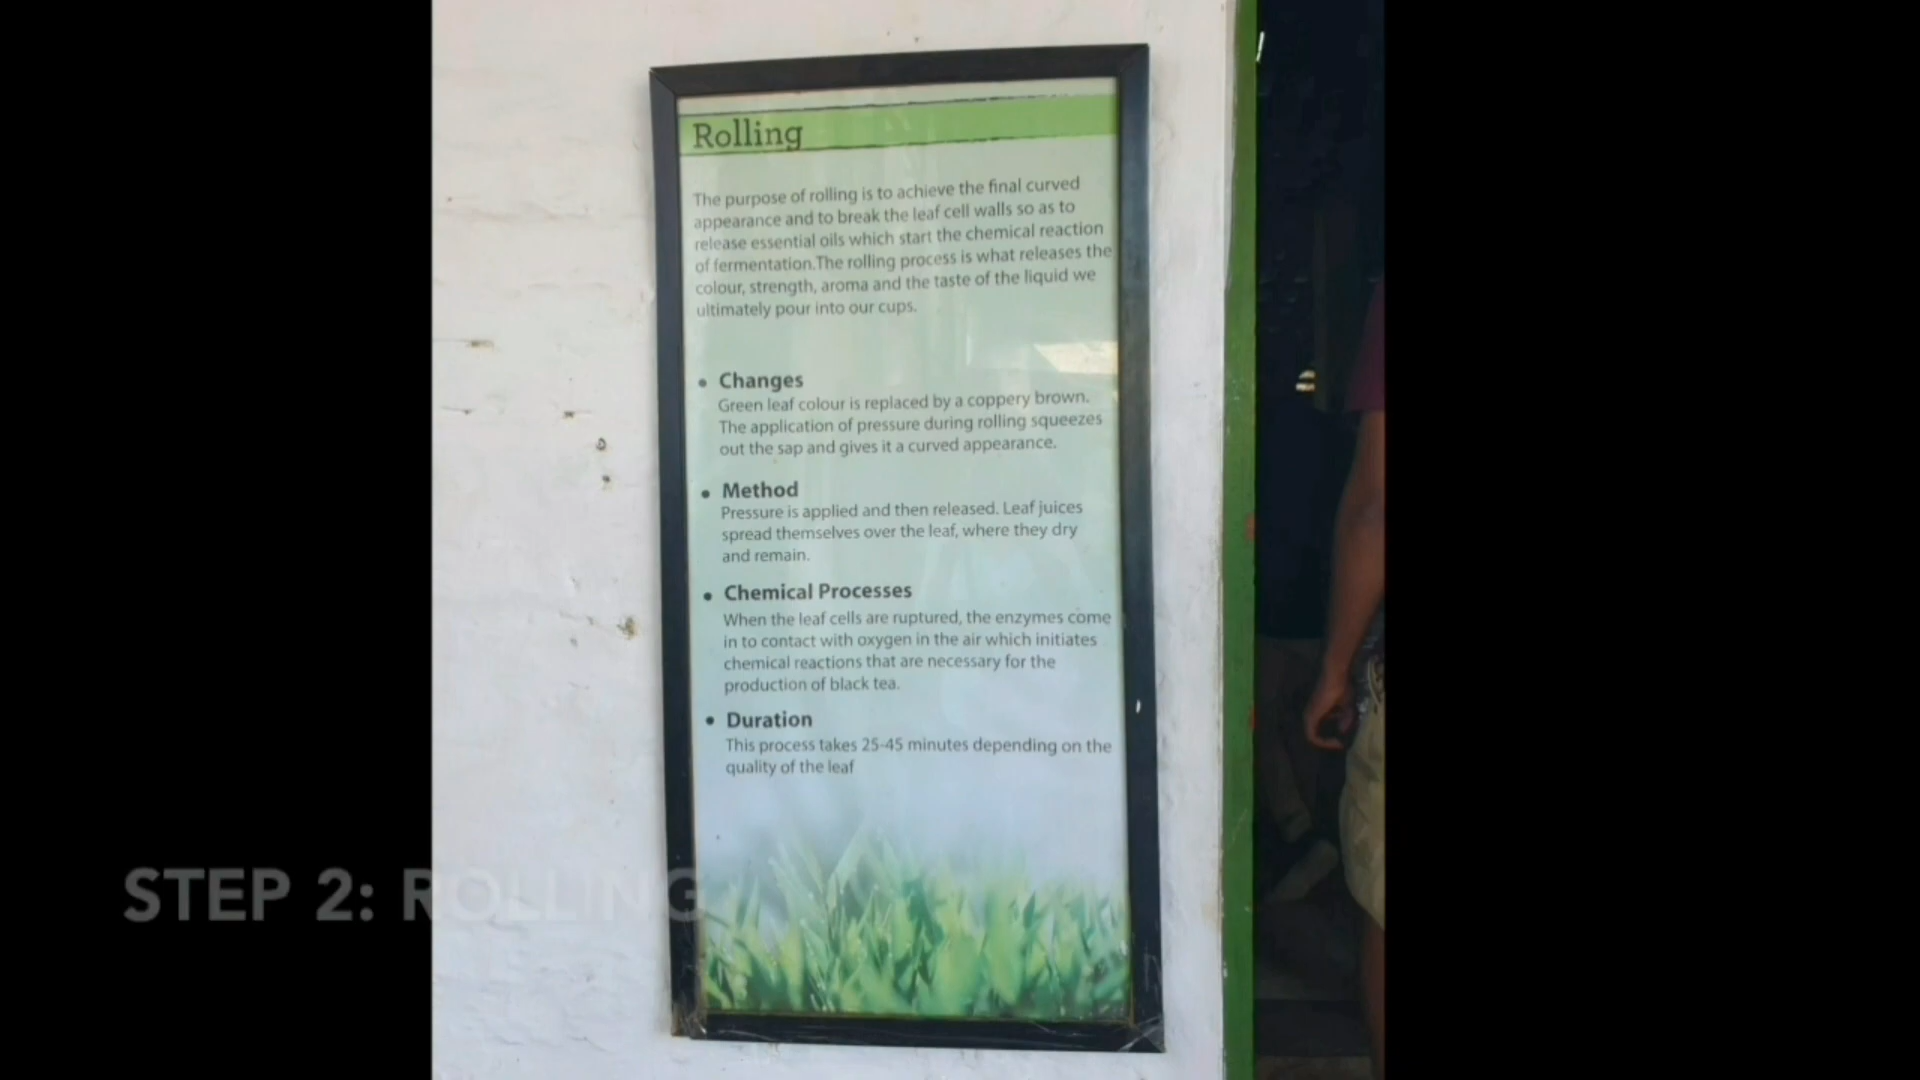 Rolling
The purpose of rolling is to achieve the final curved
appearance and to break the leaf cell walls so as to
release essential oils which start the chemical reaction
of fermentation.The rolling process is what releases the
colour, strength, aroma and the taste of the liquid we
ultimately pour into our cups.
• Changes
Green leaf colour is replaced by a coppery brown.
The application of pressure during rolling squeezes
out the sap and gives it a curved appearance.
• Method
Pressure is applied and then released. Leaf juices
spread themselves over the leaf, where they dry
and remain.
• Chemical Processes
When the leaf cells are ruptured, the enzymes come
in to contact with oxygen in the air which initiates
chemical reactions that are necessary for the
production of black tea.
• Duration
This process takes 25-45 minutes depending on the
quality of the leaf
STEP 2: ROLLING